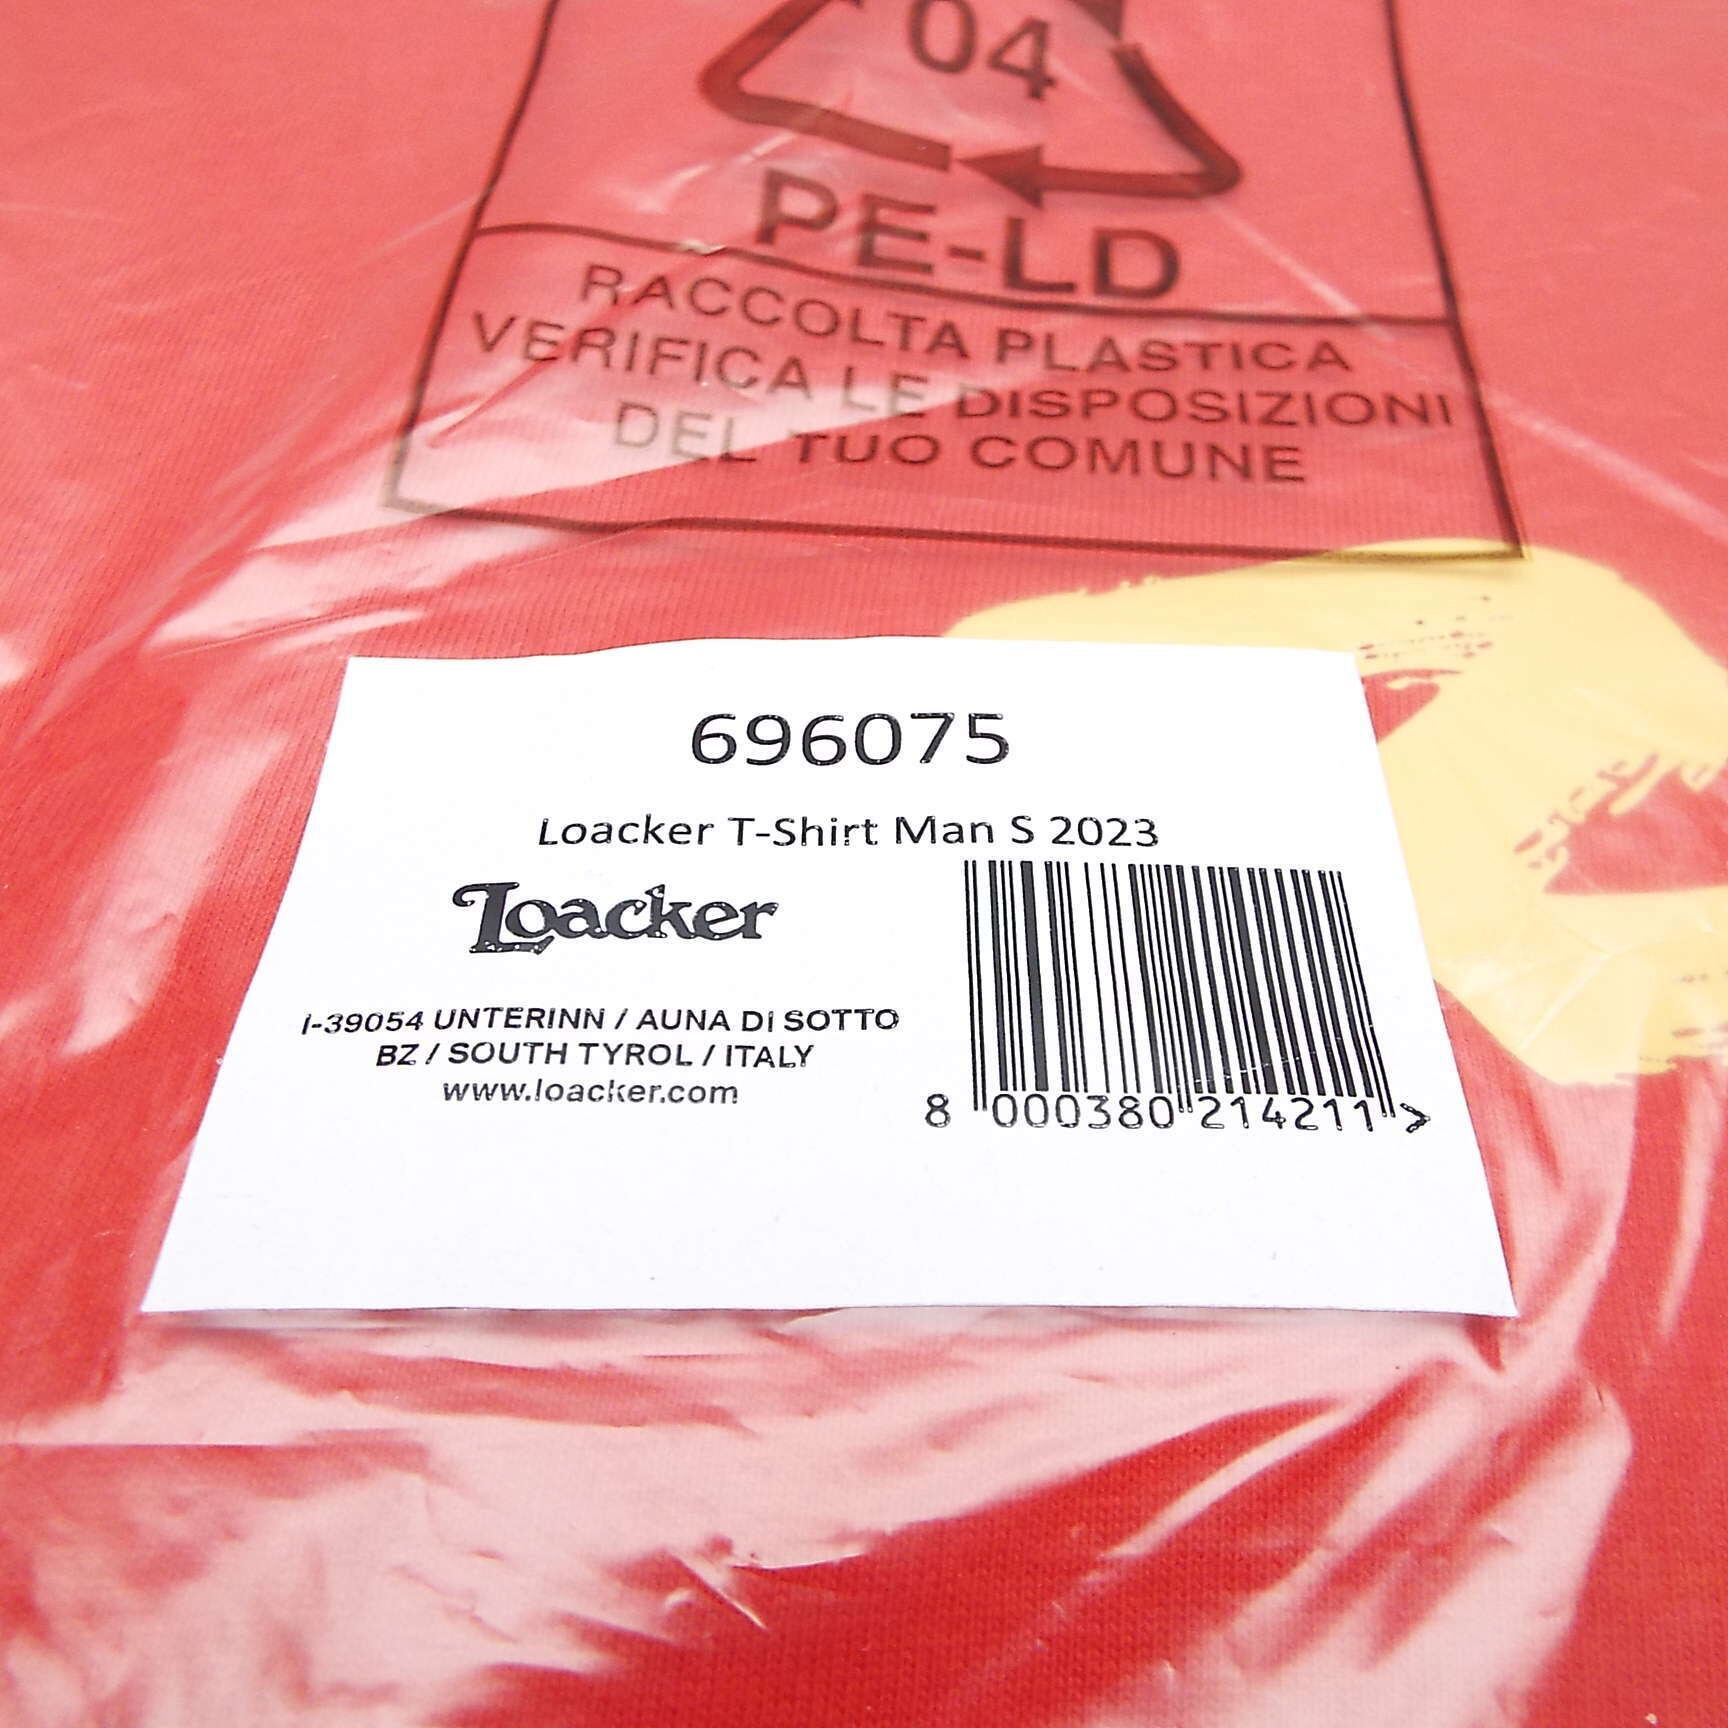 04
PE-LD
RACCOLTA PLASTICA
VERIFICA LE DISPOSIZIONI
DEL TUO COMUNE
696075
Loacker T-Shirt Man S 2023
Loacker
I-39054 UNTERINN / AUNA DI SOTTO
BZ / SOUTH TYROL / ITALY
www.loacker.com
8 000380 214211 >